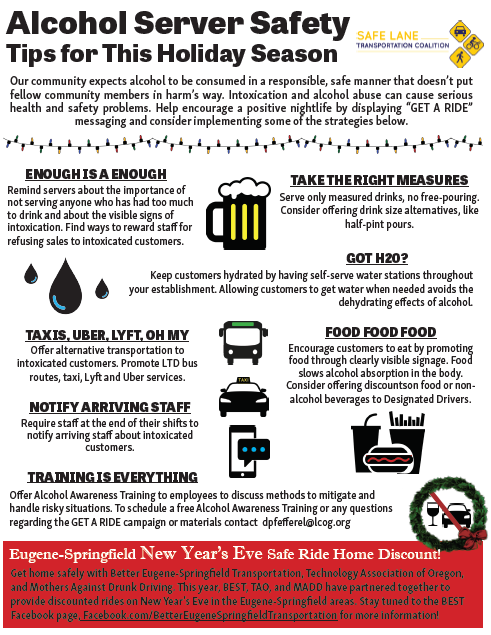 Alcohol Server Safety
Tips for This Holiday Season
SAFE LANE
TRANSPORTATION COALITION
Our community expects alcohol to be consumed in a responsible, safe manner that doesn't put
fellow community members in harm's way. Intoxication and alcohol abuse can cause serious
health and safety problems. Help encourage a positive nightlife by displaying "GET A RIDE"
messaging and consider implementing some of the strategies below.
ENOUGH IS A ENOUGH
Remind servers about the importance of
not serving anyone who has had too much
to drink and about the visible signs of
intoxication. Find ways to reward staff for
refusing sales to intoxicated customers.
TAKE THE RIGHT MEASURES
Serve only measured drinks, no free-pouring.
Consider offering drink size alternatives, like
half-pint pours.
GOT H20?
Keep customers hydrated by having self-serve water stations throughout
your establishment. Allowing customers to get water when needed avoids the
dehydrating effects of alcohol.
TAXIS, UBER, LYFT, OH MY
Offer alternative transportation to
intoxicated customers. Promote LTD bus
routes, taxi, Lyft and Uber services.
FOOD FOOD FOOD
Encourage customers to eat by promoting
food through clearly visible signage. Food
slows alcohol absorption in the body.
Consider offering discountson food or non-
alcohol beverages to Designated Drivers.
TAXI
NOTIFY ARRIVING STAFF
Require staff at the end of their shifts to
notify arriving staff about intoxicated
customers.
TRAINING IS EVERYTHING
Offer Alcohol Awareness Training to employees to discuss methods to mitigate and
handle risky situations. To schedule a free Alcohol Awareness Training or any questions
regarding the GET A RIDE campaign or materials contact dpfefferel@lcog.org
Eugene-Springfield New Year's Eve Safe Ride Home Discount!
Get home safely with Better Eugene-Springfield Transportation, Technology Association of Oregon,
and Mothers Against Drunk Driving. This year, BEST, TAO, and MADD have partnered together to
provide discounted rides on New Year's Eve in the Eugene-Springfield areas. Stay tuned to the BEST
Facebook page, Facebook.com/BetterEugeneSpringfieldTransportation for more information!